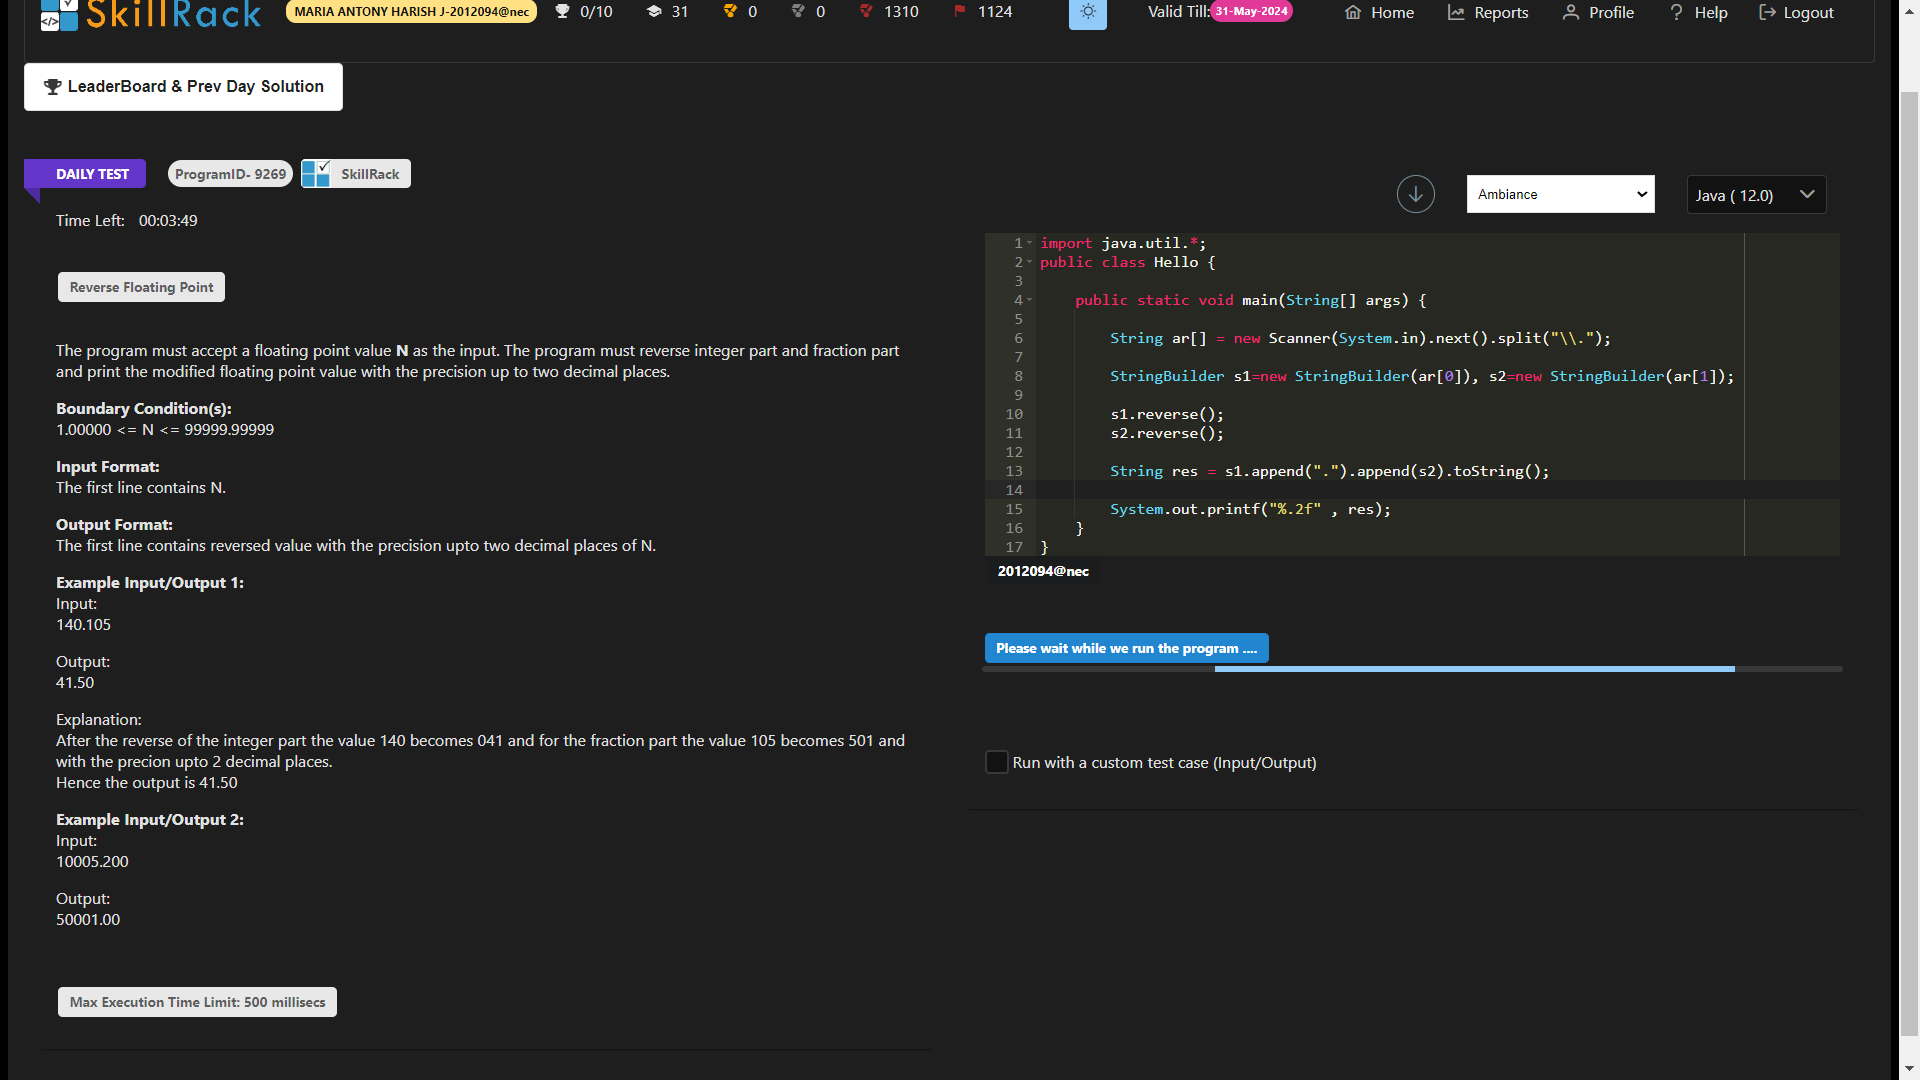 SkillRack
MARIA ANTONY HARISH J-2012094@nec 0/10 31 0 0 1310 1124 Valid Till: 31-May-2024 Home Reports Profile ? Help Logout
LeaderBoard & Prev Day Solution
DAILY TEST ProgramID- 9269 SkillRack
Time Left: 00:03:49
Reverse Floating Point
The program must accept a floating point value N as the input. The program must reverse integer part and fraction part
and print the modified floating point value with the precision up to two decimal places.
Boundary Condition(s):
1.00000 <= N <= 99999.99999
Input Format:
The first line contains N.
Output Format:
The first line contains reversed value with the precision upto two decimal places of N.
Example Input/Output 1:
Input:
140.105
Output:
41.50
Explanation:
After the reverse of the integer part the value 140 becomes 041 and for the fraction part the value 105 becomes 501 and
with the precion upto 2 decimal places.
Hence the output is 41.50
Example Input/Output 2:
Input:
10005.200
Output:
50001.00
Max Execution Time Limit: 500 millisecs
Ambiance Java ( 12.0)
1 import java.util.*;
2 public class Hello {
3
4     public static void main(String[] args) {
5
6         String ar[] = new Scanner(System.in).next().split("\\.");
7
8         StringBuilder s1=new StringBuilder(ar[0]), s2=new StringBuilder(ar[1]);
9
10         s1.reverse();
11         s2.reverse();
12
13         String res = s1.append(".").append(s2).toString();
14
15         System.out.printf("%.2f" , res);
16     }
17 }
2012094@nec
Please wait while we run the program ....
Run with a custom test case (Input/Output)